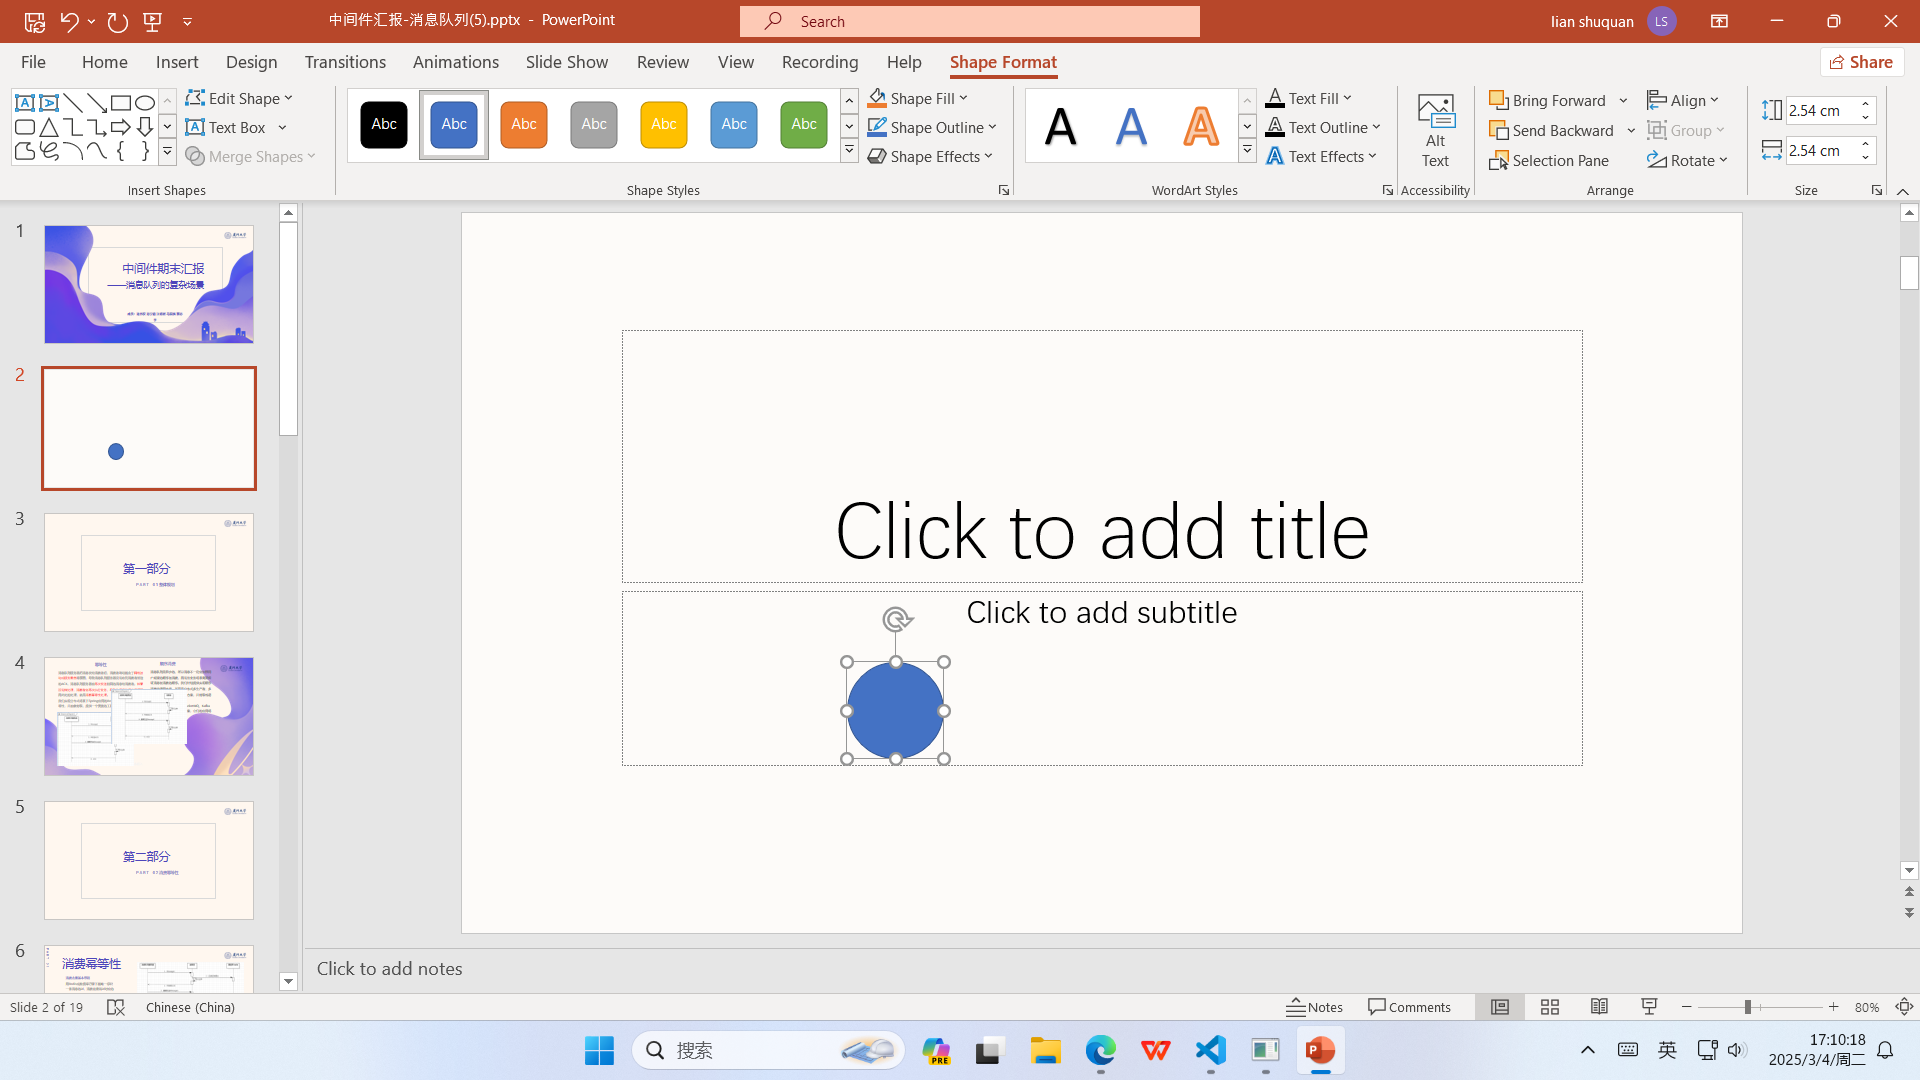 中间件汇报-消息队列(5).pptx - PowerPoint
Search
lian shuquan
LS
File Home Insert Design Transitions Animations Slide Show Review View Recording Help Shape Format
Share
Edit Shape
Text Box
Merge Shapes
Insert Shapes
Abc Abc Abc Abc Abc Abc Abc
Shape Styles
Shape Fill
Shape Outline
Shape Effects
A A A
WordArt Styles
Text Fill
Text Outline
Text Effects
Alt
Text
Accessibility
Bring Forward
Send Backward
Selection Pane
Align
Group
Rotate
Arrange
2.54 cm
2.54 cm
Size
1
中间件期末汇报
——消息队列的复杂场景
2
3
第一部分
4
5
第二部分
6
消费幂等性
Click to add title
Click to add subtitle
Click to add notes
Slide 2 of 19
Chinese (China)
Notes
Comments
80%
搜索
PRE
英
17:10:18
2025/3/4/周二